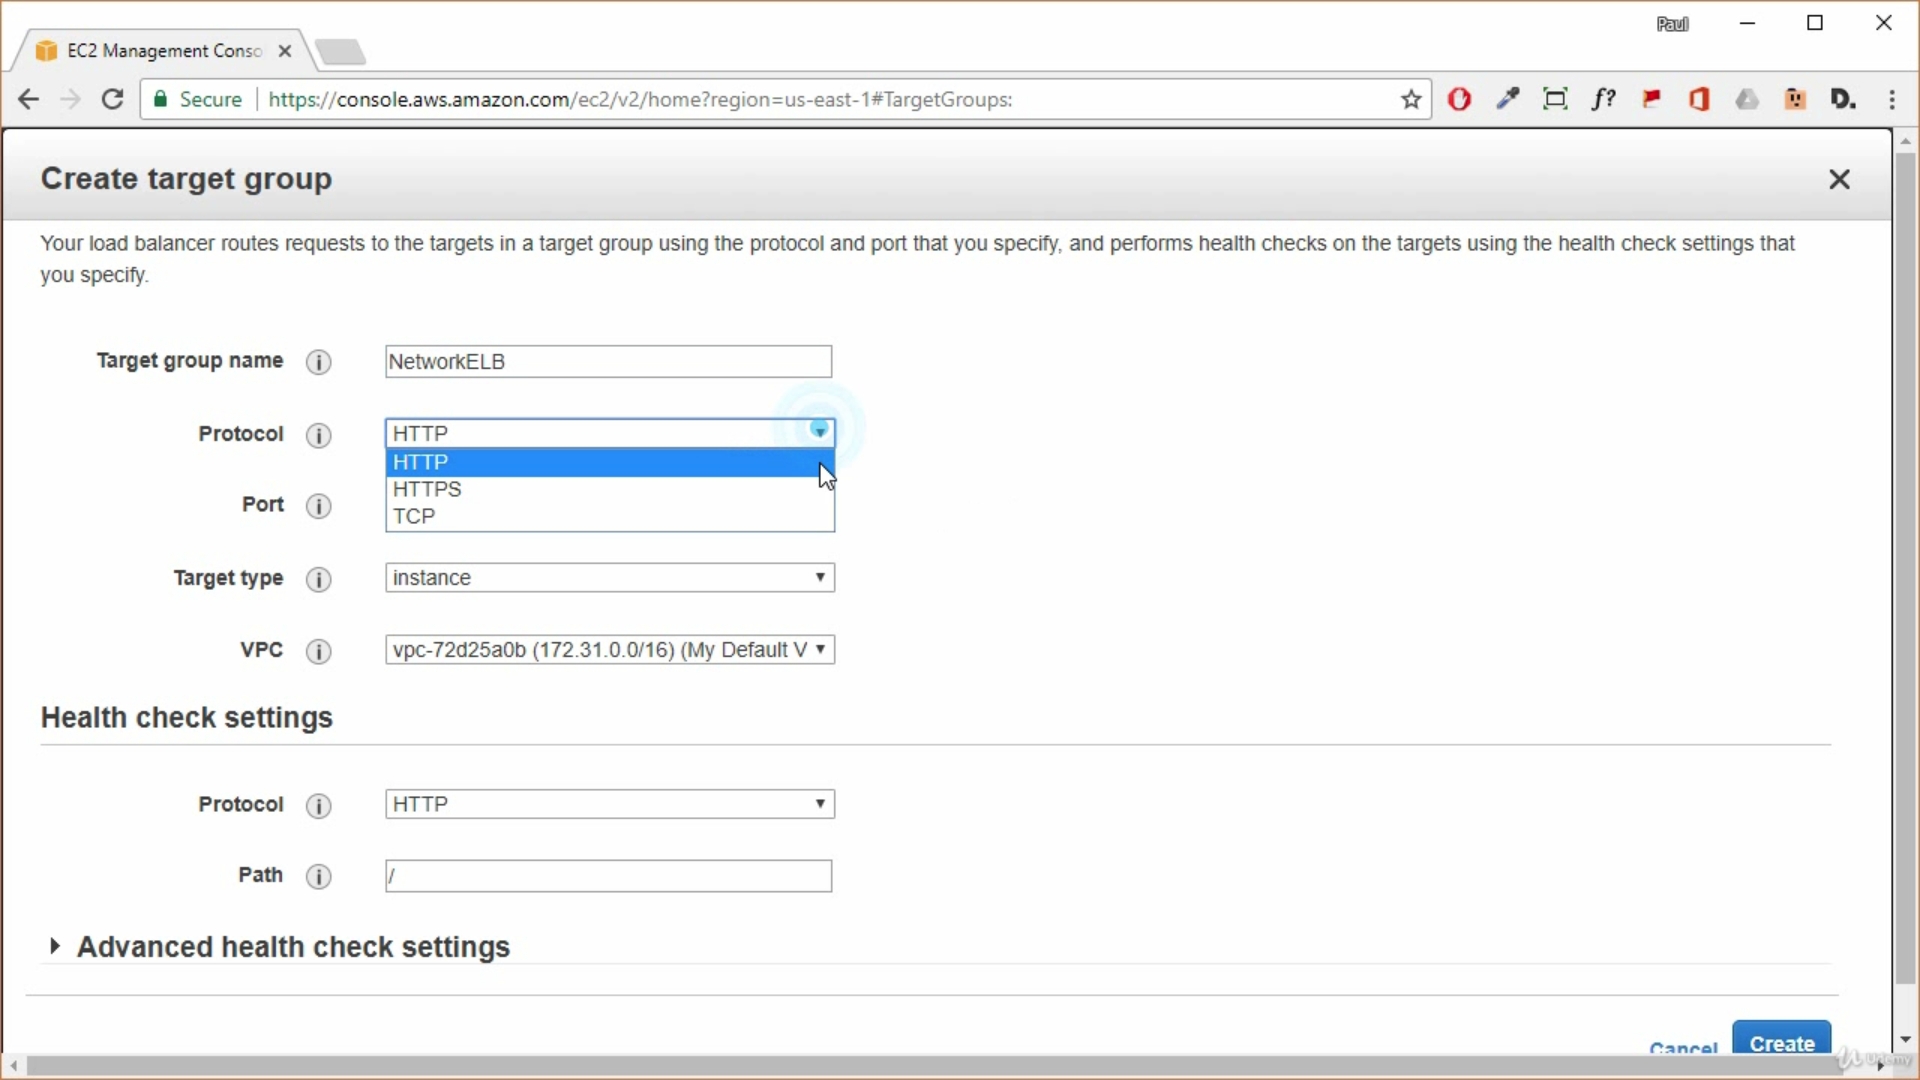 Paul
EC2 Management Conso
Secure
https://console.aws.amazon.com/ec2/v2/home?region=us-east-1#TargetGroups:
f?
D.
Create target group
Your load balancer routes requests to the targets in a target group using the protocol and port that you specify, and performs health checks on the targets using the health check settings that
you specify.
Target group name
NetworkELB
Protocol
HTTP
HTTP
HTTPS
TCP
Port
Target type
instance
VPC
vpc-72d25a0b (172.31.0.0/16) (My Default V
Health check settings
Protocol
HTTP
Path
/
Advanced health check settings
Cancel
Create
Udemy